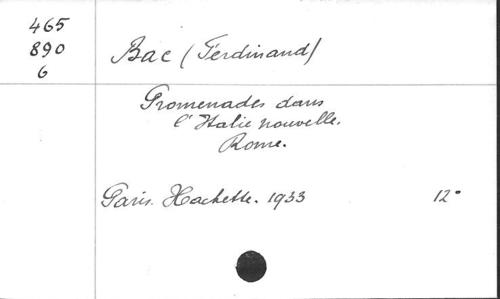 465
890
6
Bac (Ferdinand)
Promenades dans
l'Italie nouvelle.
Rome.
Paris. Hachette. 1933 12°